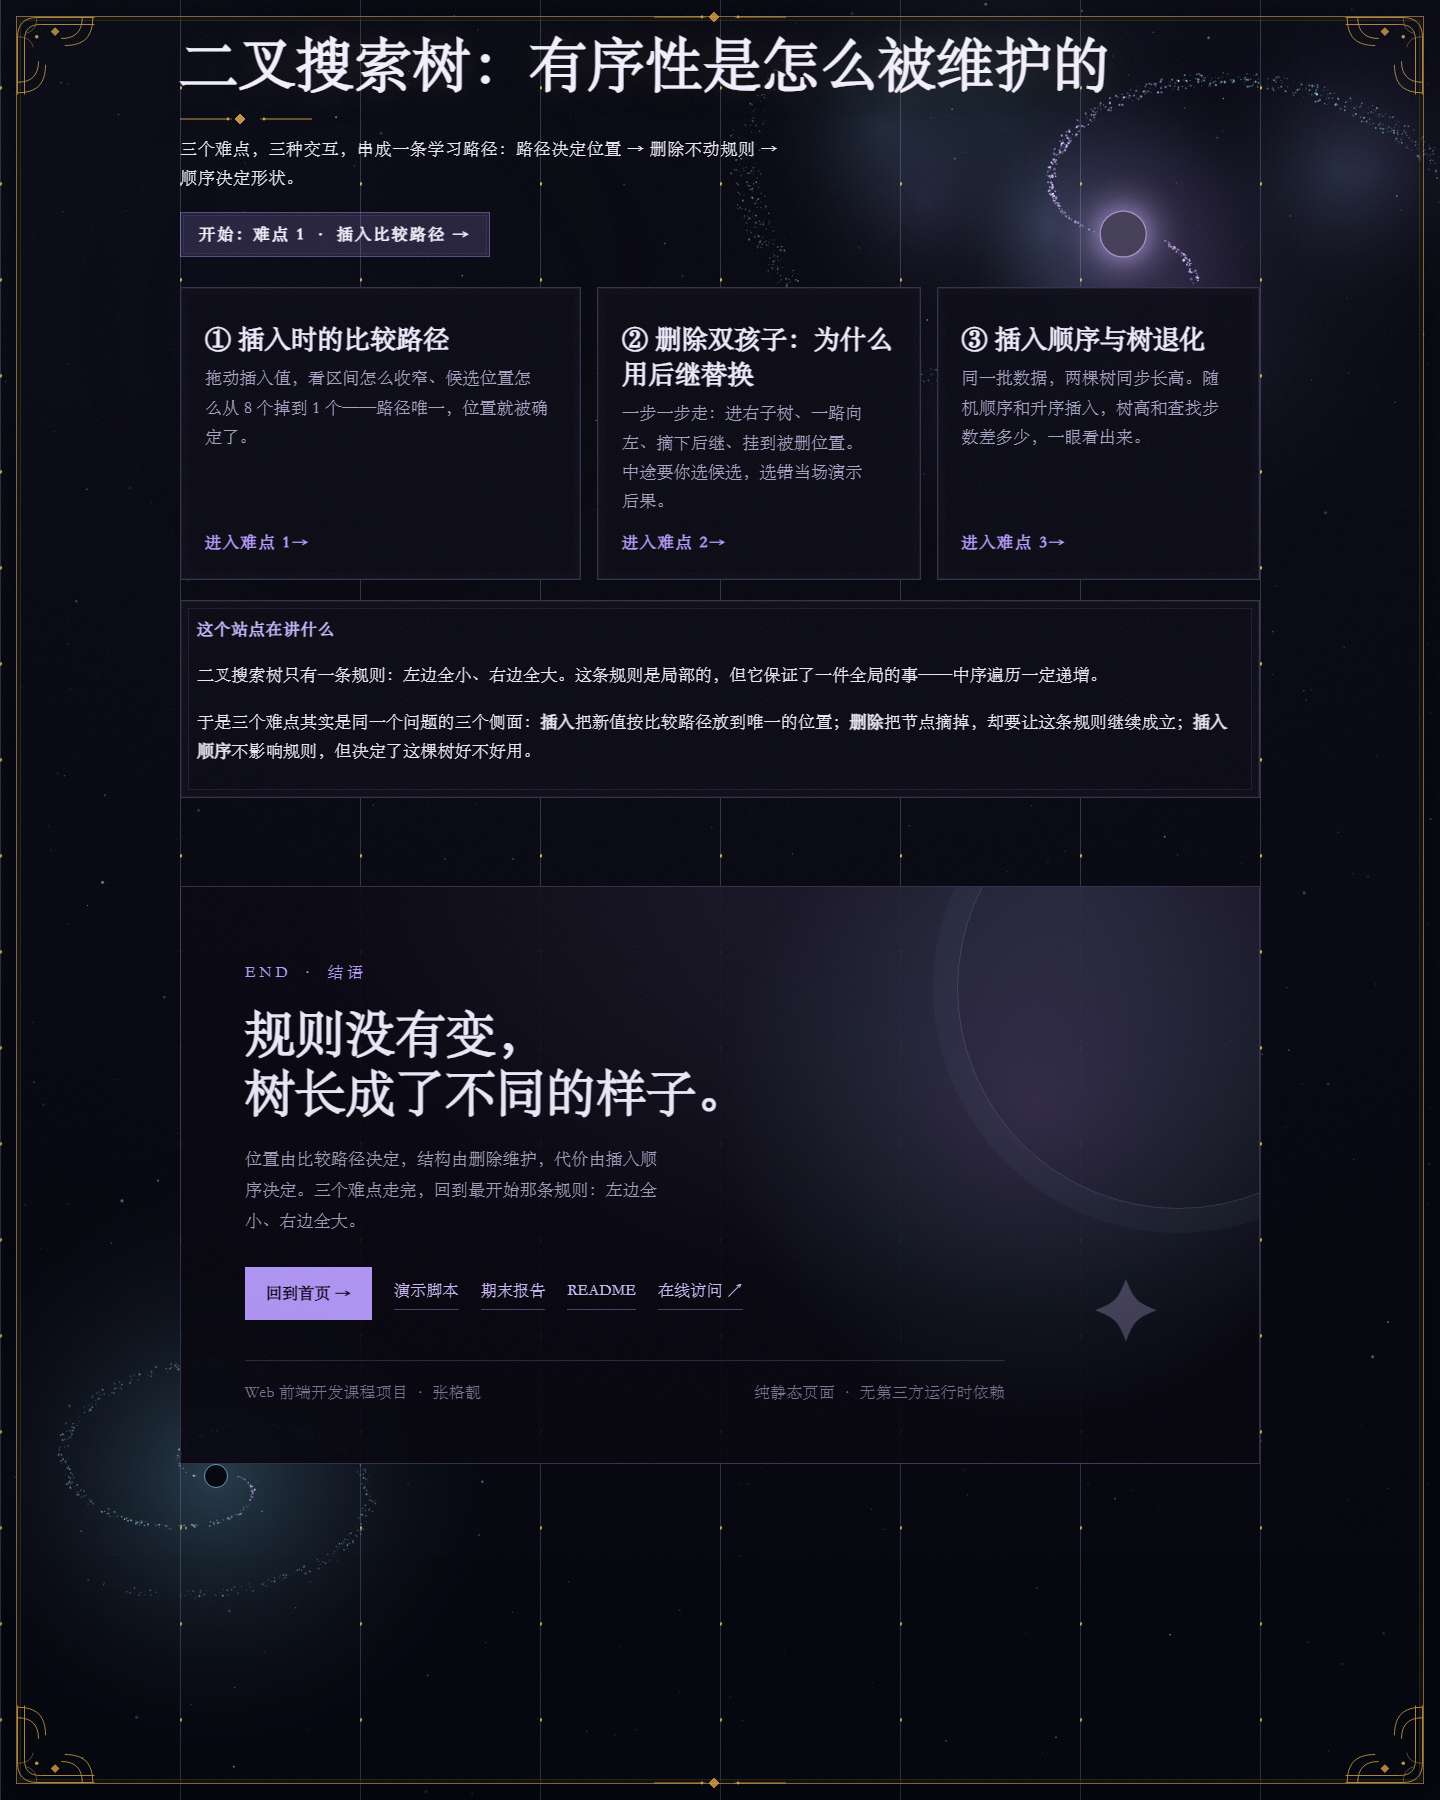 二叉搜索树：有序性是怎么被维护的
三个难点，三种交互，串成一条学习路径：路径决定位置 → 删除不动规则 →
顺序决定形状。
开始：难点 1 · 插入比较路径 →
① 插入时的比较路径
拖动插入值，看区间怎么收窄、候选位置怎
么从 8 个掉到 1 个——路径唯一，位置就被确
定了。
进入难点 1→
② 删除双孩子：为什么
用后继替换
一步一步走：进右子树、一路向
左、摘下后继、挂到被删位置。
中途要你选候选，选错当场演示
后果。
进入难点 2→
③ 插入顺序与树退化
同一批数据，两棵树同步长高。随
机顺序和升序插入，树高和查找步
数差多少，一眼看出来。
进入难点 3→
这个站点在讲什么
二叉搜索树只有一条规则：左边全小、右边全大。这条规则是局部的，但它保证了一件全局的事——中序遍历一定递增。
于是三个难点其实是同一个问题的三个侧面：插入把新值按比较路径放到唯一的位置；删除把节点摘掉，却要让这条规则继续成立；插入
顺序不影响规则，但决定了这棵树好不好用。
END · 结语
规则没有变，
树长成了不同的样子。
位置由比较路径决定，结构由删除维护，代价由插入顺
序决定。三个难点走完，回到最开始那条规则：左边全
小、右边全大。
回到首页 → 演示脚本 期末报告 README 在线访问 ↗
Web 前端开发课程项目 · 张格靓 纯静态页面 · 无第三方运行时依赖